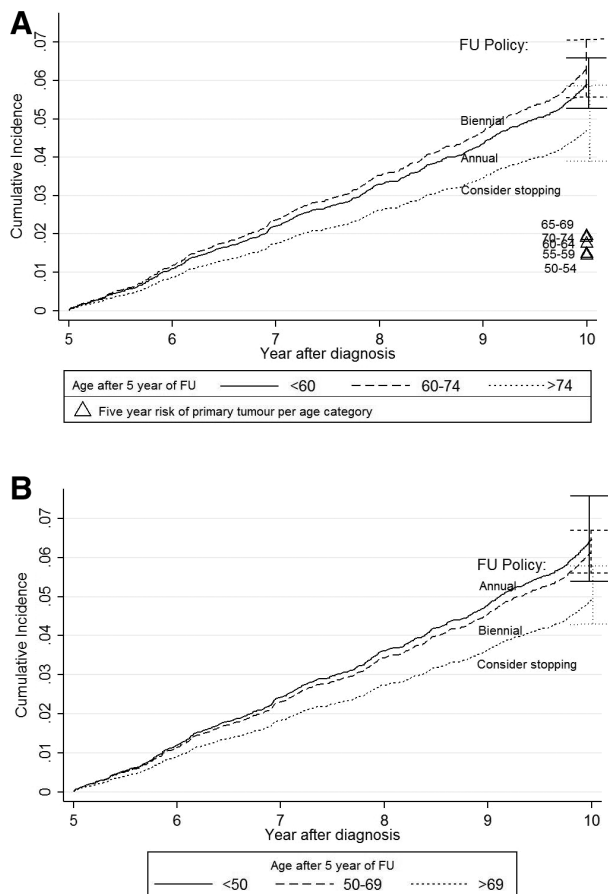 A
Cumulative Incidence
.07
.06
.05
.04
.03
.02
.01
0
FU Policy:
Biennial
Annual
Consider stopping
65-69
70-74
60-64
55-59
50-54
5 6 7 8 9 10
Year after diagnosis
Age after 5 year of FU <60 60-74 >74
Five year risk of primary tumour per age category
B
Cumulative Incidence
.07
.06
.05
.04
.03
.02
.01
0
FU Policy:
Annual
Biennial
Consider stopping
5 6 7 8 9 10
Year after diagnosis
Age after 5 year of FU
<50 50-69 >69